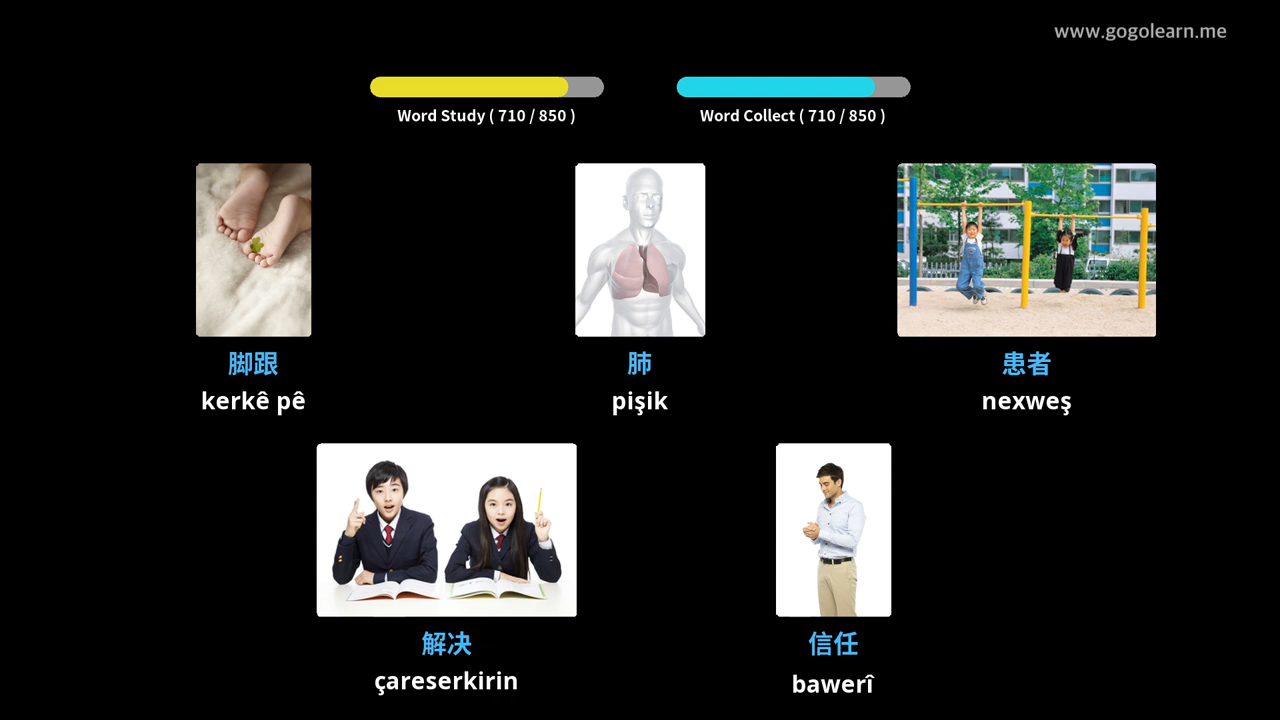 www.gogolearn.me
Word Study ( 710 / 850 )
Word Collect ( 710 / 850 )
脚跟
kerkê pê
肺
pişik
患者
nexweş
解决
çareserkirin
信任
bawerî